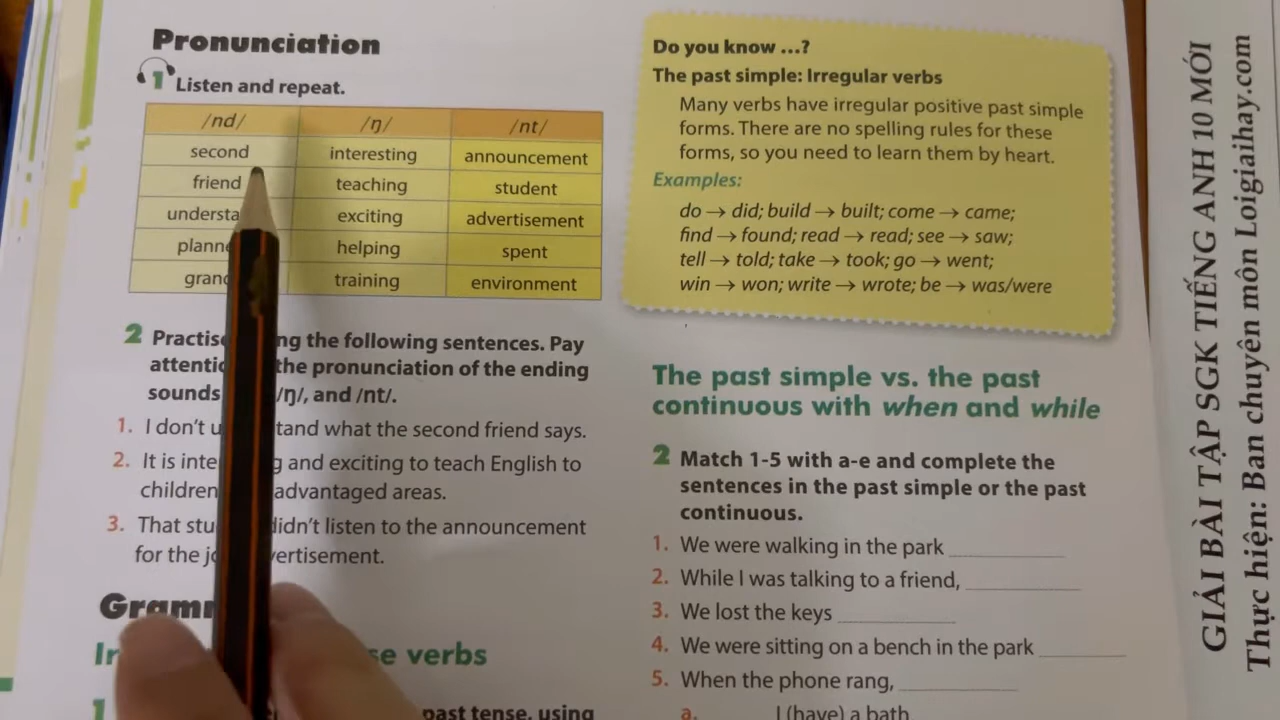 Pronunciation
1 Listen and repeat.
/nd/ /ŋ/ /nt/
second interesting announcement
friend teaching student
exciting advertisement
helping spent
training environment
2 the following sentences. Pay
the pronunciation of the ending
sounds /ŋ/, and /nt/.
1. I don't what the second friend says.
2. It is and exciting to teach English to
children areas.
3. That didn't listen to the announcement
for the
verbs
1 past tense, using
Do you know ...?
The past simple: Irregular verbs
Many verbs have irregular positive past simple
forms. There are no spelling rules for these
forms, so you need to learn them by heart.
Examples:
do → did; build → built; come → came;
find → found; read → read; see → saw;
tell → told; take → took; go → went;
win → won; write → wrote; be → was/were
The past simple vs. the past
continuous with when and while
2 Match 1-5 with a-e and complete the
sentences in the past simple or the past
continuous.
1. We were walking in the park ____________
2. While I was talking to a friend, ____________
3. We lost the keys ____________
4. We were sitting on a bench in the park _________
5. When the phone rang, ____________
a. I (have) a bath
GIẢI BÀI TẬP SGK TIẾNG ANH 10 MỚI
Thực hiện: Ban chuyên môn Loigiaihay.com